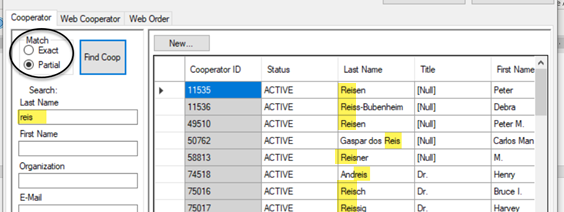 Cooperator Web Cooperator Web Order
Match
Exact
Partial
Find Coop
Search:
Last Name
reis
First Name
Organization
E-Mail
New...
Cooperator ID Status Last Name Title First Name
11535 ACTIVE Reisen [Null] Peter
11536 ACTIVE Reiss-Bubenheim [Null] Debra
49510 ACTIVE Reisen [Null] Peter M.
50762 ACTIVE Gaspar dos Reis [Null] Carlos Man
58813 ACTIVE Reisner [Null] M.
74518 ACTIVE Andreis Dr. Henry
75016 ACTIVE Reisch Dr. Bruce I.
75017 ACTIVE Reissig Dr. Harvey